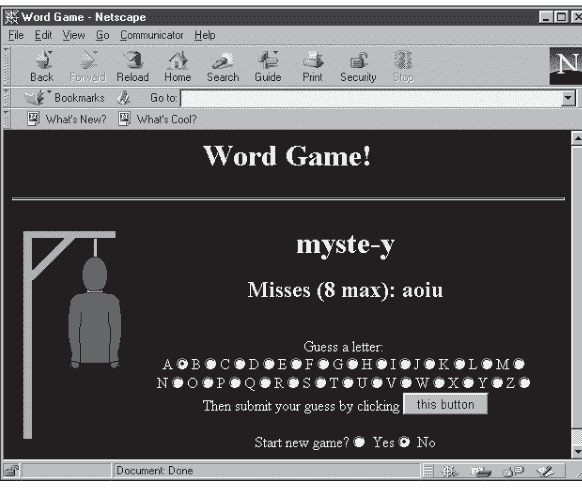 Word Game - Netscape
File Edit View Go Communicator Help
Back Forward Reload Home Search Guide Print Security Stop
N
Bookmarks Go to:
What's New? What's Cool?
Word Game!
myste-y
Misses (8 max): aoiu
Guess a letter:
A B C D E F G H I J K L M
N O P Q R S T U V W X Y Z
Then submit your guess by clicking this button
Start new game? Yes No
Document: Done